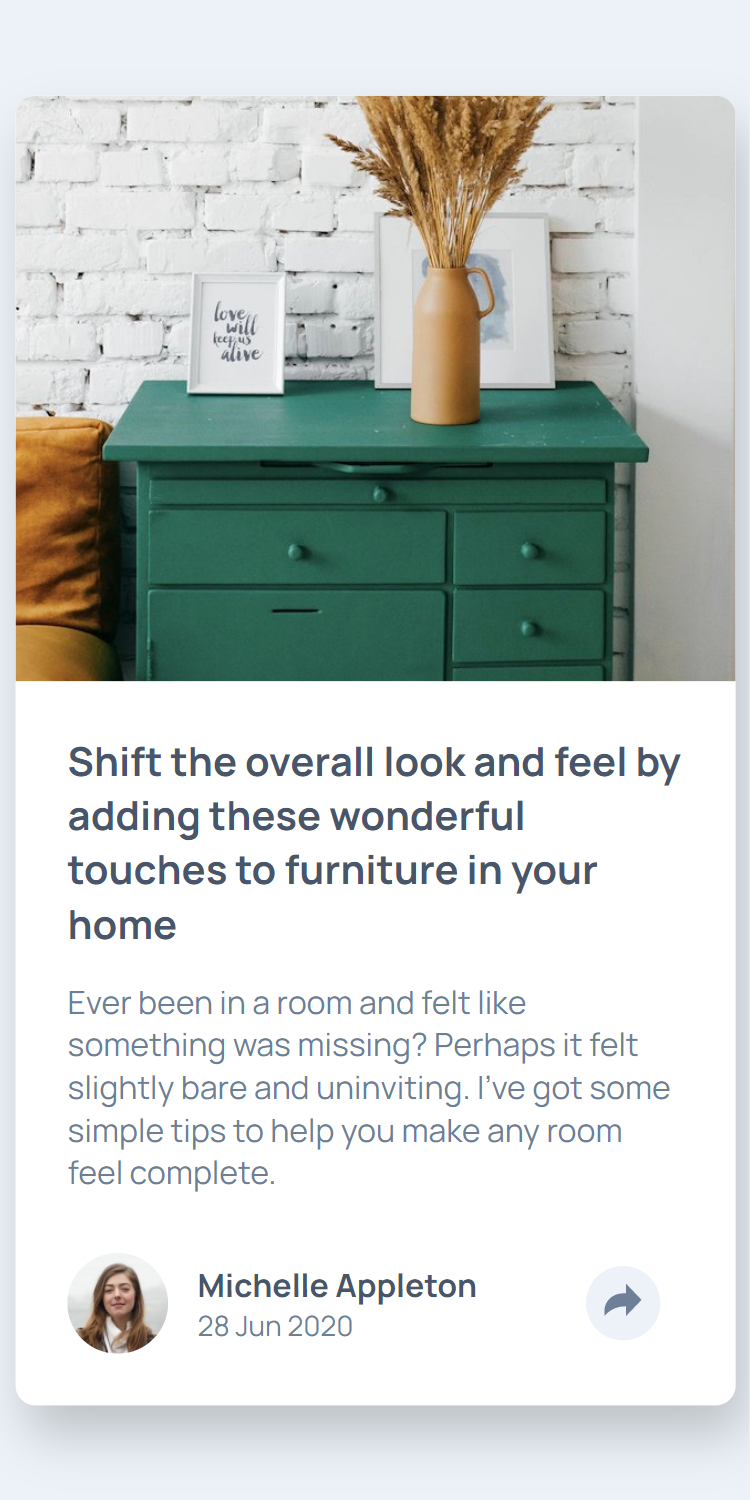 love
will
keep us
alive
Shift the overall look and feel by
adding these wonderful
touches to furniture in your
home
Ever been in a room and felt like
something was missing? Perhaps it felt
slightly bare and uninviting. I’ve got some
simple tips to help you make any room
feel complete.
Michelle Appleton
28 Jun 2020